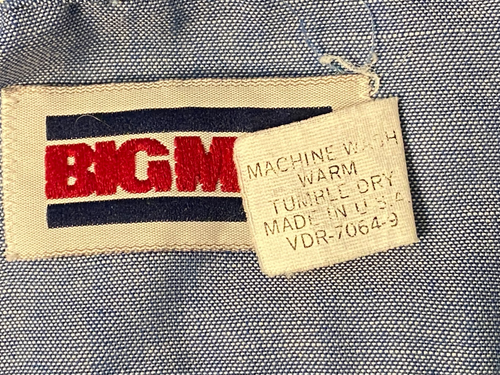 BIG M
MACHINE WASH
WARM
TUMBLE DRY
MADE IN U.S.A.
VDR-7064-9